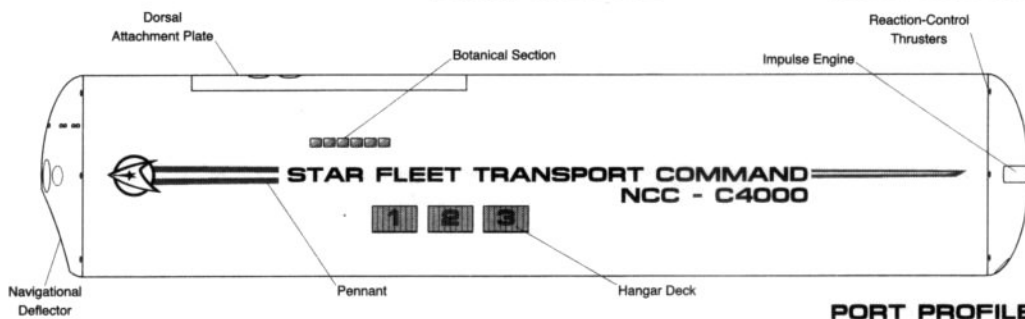 Dorsal
Attachment Plate
Botanical Section
Reaction-Control
Thrusters
Impulse Engine
STAR FLEET TRANSPORT COMMAND
NCC - C4000
1 2 3
Navigational
Deflector
Pennant
Hangar Deck
PORT PROFILE